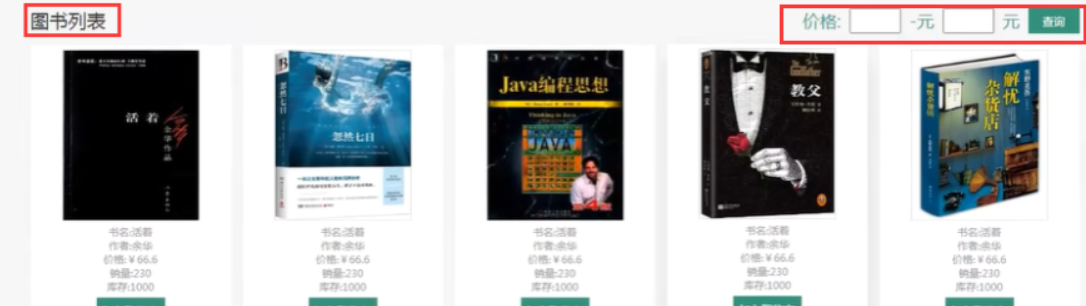 图书列表
价格: -元 元 查询
活着
余华作品
忽然七日
Java编程思想
Thinking in Java
JAVA
The Godfather
教父
解忧
杂货店
书名:活着
作者:余华
价格:￥66.6
销量:230
库存:1000
书名:活着
作者:余华
价格:￥66.6
销量:230
库存:1000
书名:活着
作者:余华
价格:￥66.6
销量:230
库存:1000
书名:活着
作者:余华
价格:￥66.6
销量:230
库存:1000
书名:活着
作者:余华
价格:￥66.6
销量:230
库存:1000